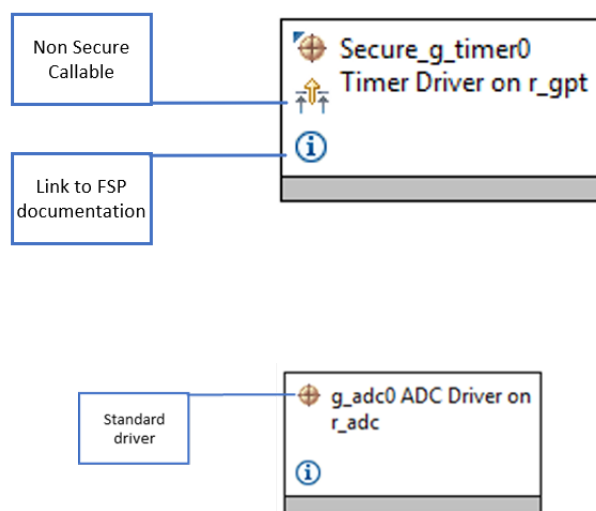 Non Secure
Callable
Secure_g_timer0
Timer Driver on r_gpt
Link to FSP
documentation
Standard
driver
g_adc0 ADC Driver on
r_adc